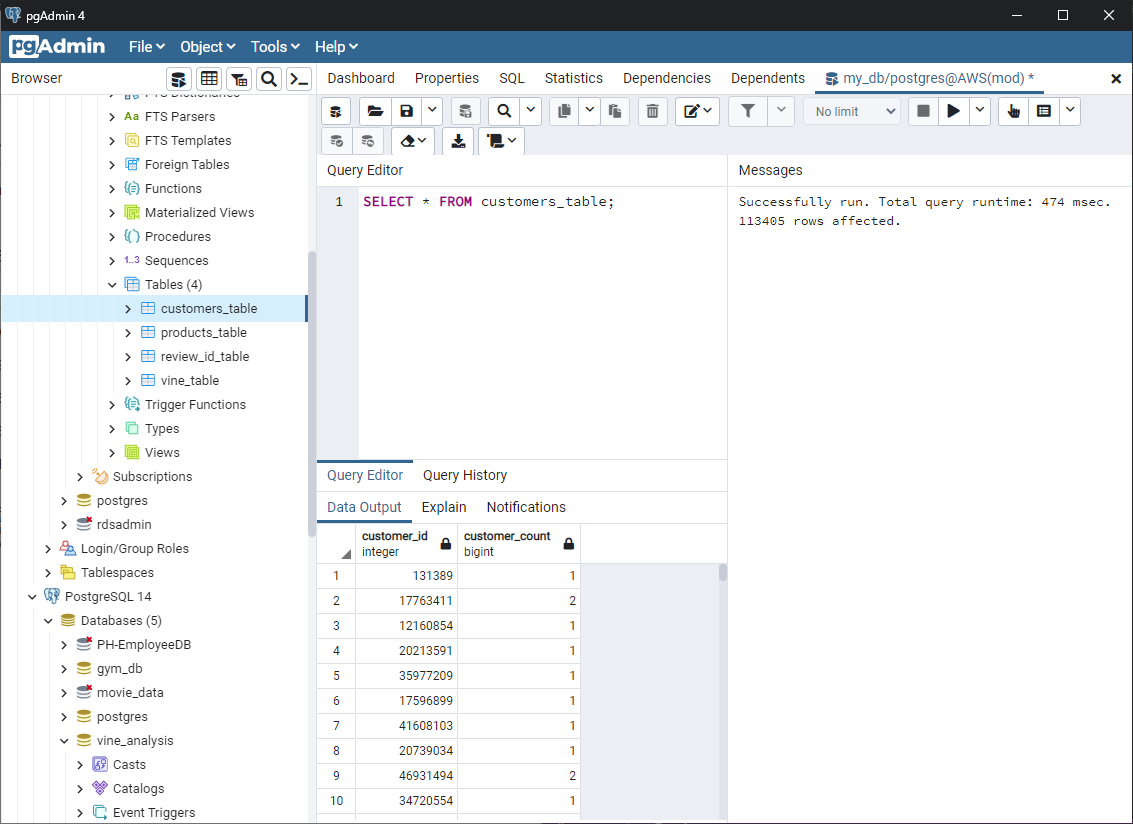 pgAdmin 4
pgAdmin File Object Tools Help
Browser
Dashboard Properties SQL Statistics Dependencies Dependents my_db/postgres@AWS(mod) *
FTS Dictionaries
Aa FTS Parsers
FTS Templates
Foreign Tables
Functions
Materialized Views
Procedures
1..3 Sequences
Tables (4)
customers_table
products_table
review_id_table
vine_table
Trigger Functions
Types
Views
Subscriptions
postgres
rdsadmin
Login/Group Roles
Tablespaces
PostgreSQL 14
Databases (5)
PH-EmployeeDB
gym_db
movie_data
postgres
vine_analysis
Casts
Catalogs
Event Triggers
No limit
Query Editor
1 SELECT * FROM customers_table;
Messages
Successfully run. Total query runtime: 474 msec.
113405 rows affected.
Query Editor Query History
Data Output Explain Notifications
customer_id customer_count
integer bigint
1 131389 1
2 17763411 2
3 12160854 1
4 20213591 1
5 35977209 1
6 17596899 1
7 41608103 1
8 20739034 1
9 46931494 2
10 34720554 1